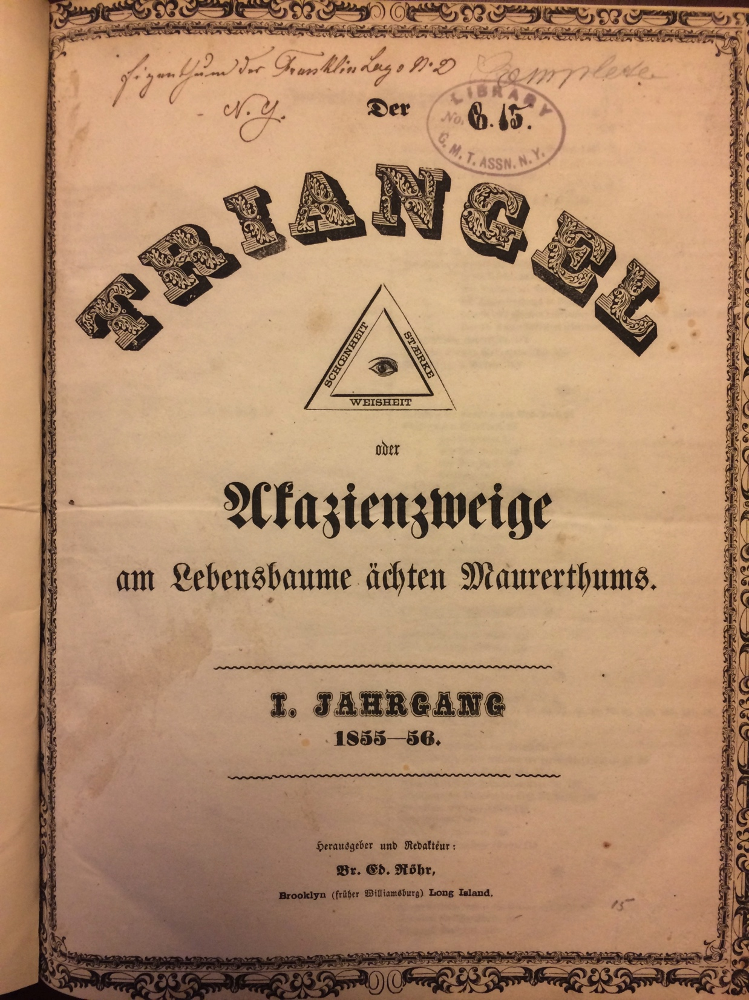 Eigenthum der Franklin Loge No 2
Complete
N. Y.
Der
LIBRARY
No. G. 15.
G. M. T. ASSN. N. Y.
TRIANGEL
SCHŒNHEIT
STÆRKE
WEISHEIT
oder
Akazienzweige
am Lebensbaume ächten Maurerthums.
I. JAHRGANG
1855—56.
Herausgeber und Redakteur:
Br. Ed. Röhr,
Brooklyn (früher Williamsburg) Long Island.
15